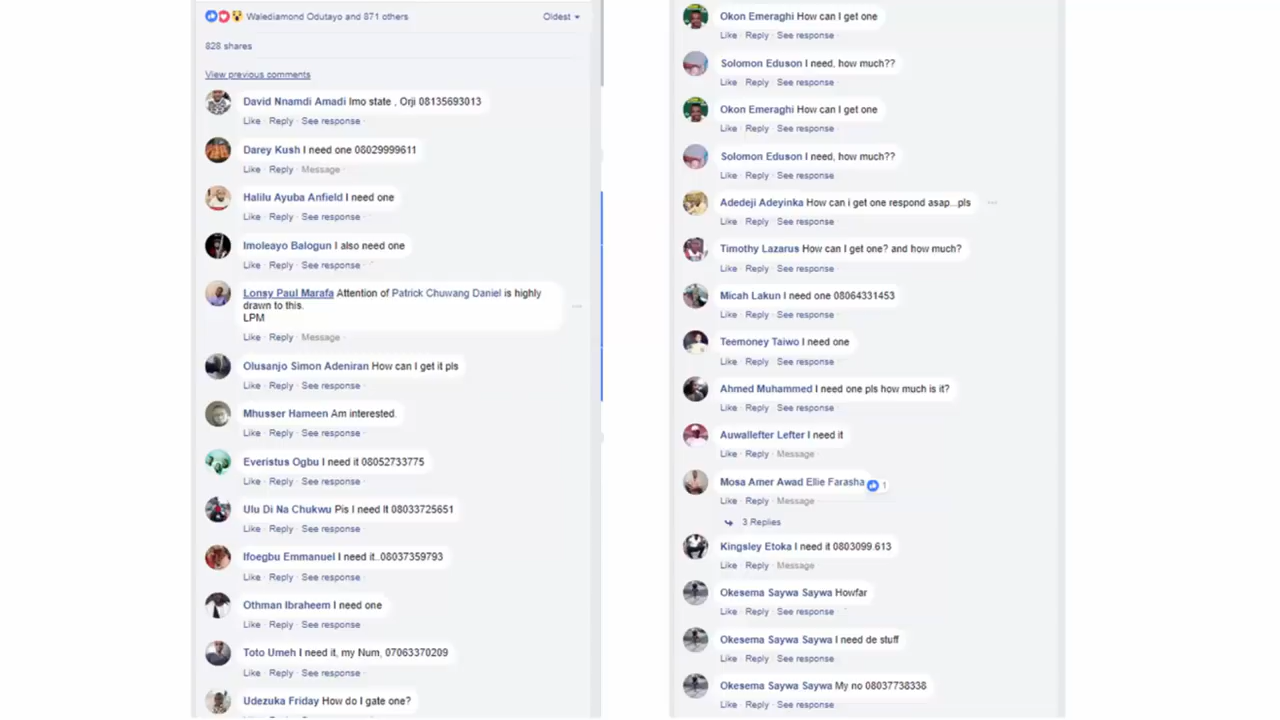 Walediamond Odutayo and 871 others
Oldest
828 shares
View previous comments
David Nnamdi Amadi Imo state , Orji 08135693013
Like · Reply · See response ·
Darey Kush I need one 08029999611
Like · Reply · Message ·
Halilu Ayuba Anfield I need one
Like · Reply · See response ·
Imoleayo Balogun I also need one
Like · Reply · See response ·
Lonsy Paul Marafa Attention of Patrick Chuwang Daniel is highly
drawn to this.
LPM
Like · Reply · Message ·
Olusanjo Simon Adeniran How can I get it pls
Like · Reply · See response ·
Mhusser Hameen Am interested.
Like · Reply · See response ·
Everistus Ogbu I need it 08052733775
Like · Reply · See response ·
Ulu Di Na Chukwu Pls I need It 08033725651
Like · Reply · See response ·
Ifoegbu Emmanuel I need it..08037359793
Like · Reply · See response ·
Othman Ibraheem I need one
Like · Reply · See response ·
Toto Umeh I need it, my Num, 07063370209
Like · Reply · See response ·
Udezuka Friday How do I gate one?
Okon Emeraghi How can I get one
Like · Reply · See response ·
Solomon Eduson I need, how much??
Like · Reply · See response ·
Okon Emeraghi How can I get one
Like · Reply · See response ·
Solomon Eduson I need, how much??
Like · Reply · See response ·
Adedeji Adeyinka How can i get one respond asap...pls
Like · Reply · See response ·
Timothy Lazarus How can I get one? and how much?
Like · Reply · See response ·
Micah Lakun I need one 08064331453
Like · Reply · See response ·
Teemoney Taiwo I need one
Like · Reply · See response ·
Ahmed Muhammed I need one pls how much is it?
Like · Reply · See response ·
Auwallefter Lefter I need it
Like · Reply · Message ·
Mosa Amer Awad Ellie Farasha 1
Like · Reply · Message ·
3 Replies
Kingsley Etoka I need it 0803099 613
Like · Reply · Message ·
Okesema Saywa Saywa Howfar
Like · Reply · See response ·
Okesema Saywa Saywa I need de stuff
Like · Reply · See response ·
Okesema Saywa Saywa My no 08037738338
Like · Reply · See response ·